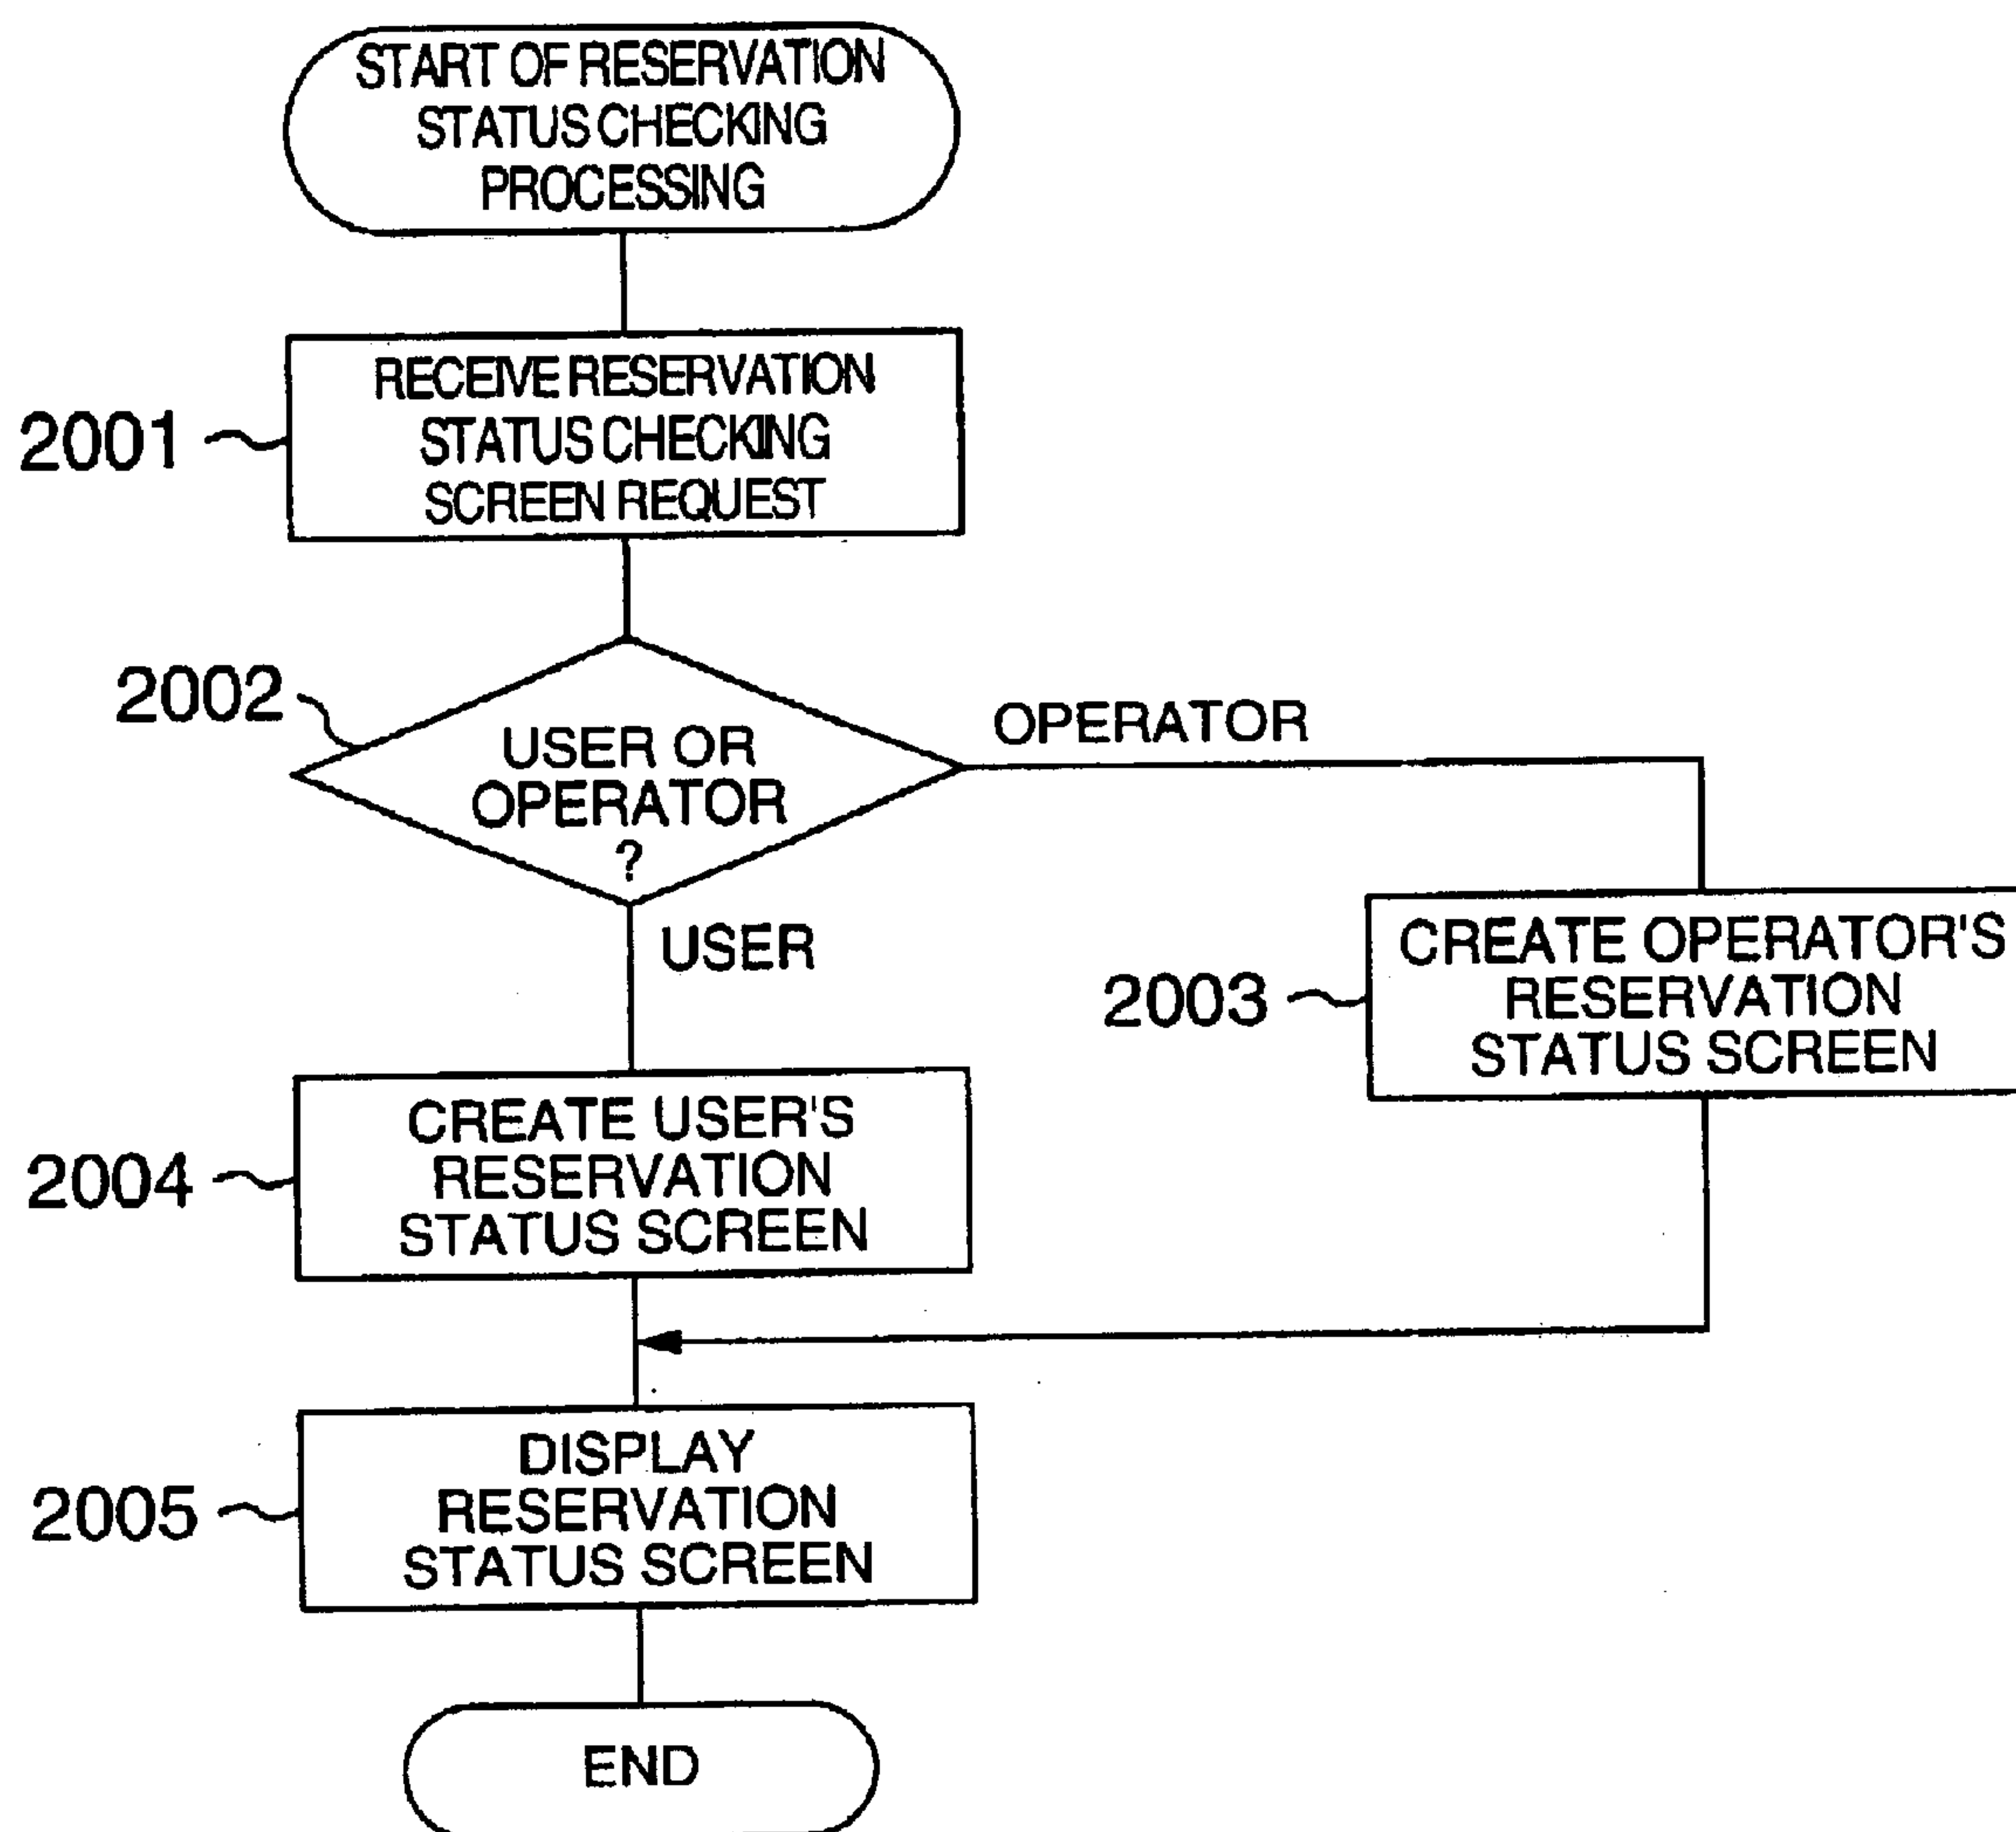 START OF RESERVATION
STATUS CHECKING
PROCESSING
2001
RECEIVE RESERVATION
STATUS CHECKING
SCREEN REQUEST
2002
USER OR
OPERATOR
?
OPERATOR
USER
2003
CREATE OPERATOR'S
RESERVATION
STATUS SCREEN
2004
CREATE USER'S
RESERVATION
STATUS SCREEN
2005
DISPLAY
RESERVATION
STATUS SCREEN
END